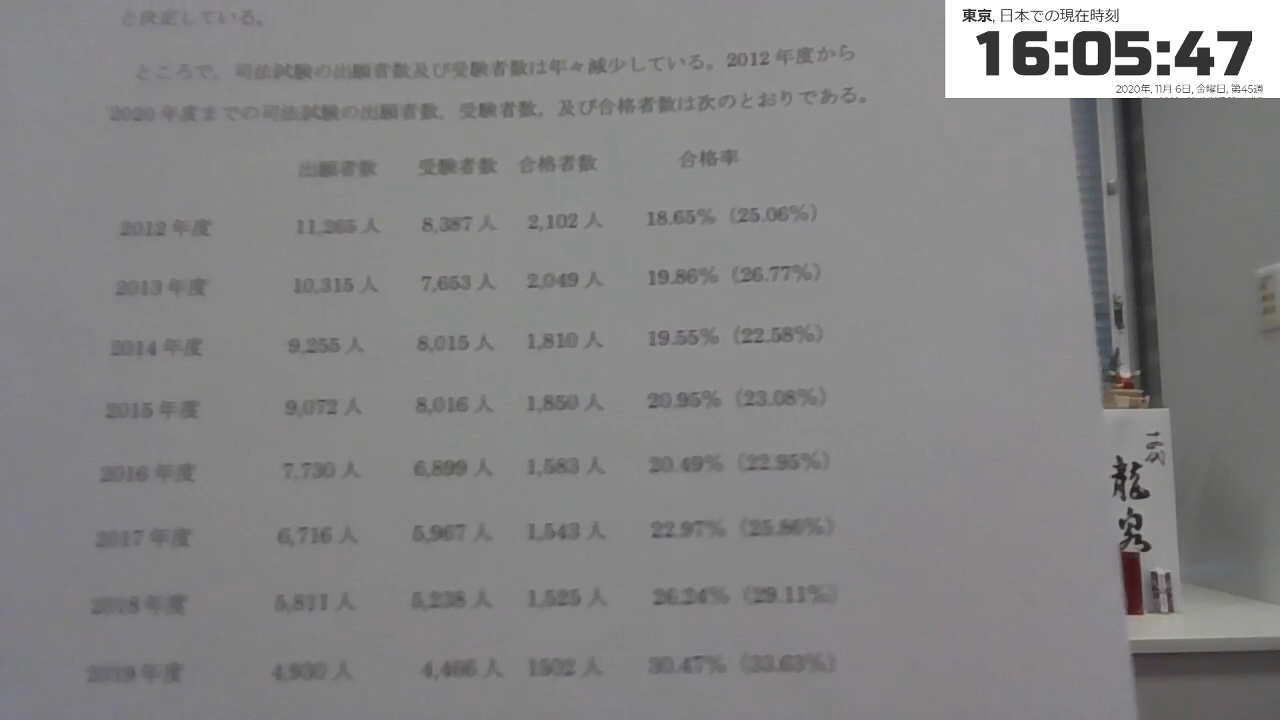 と決定している。
ところで、司法試験の出願者数及び受験者数は年々減少している。2012年度から
2020年度までの司法試験の出願者数、受験者数、及び合格者数は次のとおりである。
出願者数 受験者数 合格者数 合格率
2012年度 11,265人 8,387人 2,102人 18.65%（25.06%）
2013年度 10,315人 7,653人 2,049人 19.86%（26.77%）
2014年度 9,255人 8,015人 1,810人 19.55%（22.58%）
2015年度 9,072人 8,016人 1,850人 20.95%（23.08%）
2016年度 7,730人 6,899人 1,583人 20.49%（22.95%）
2017年度 6,716人 5,967人 1,543人 22.97%（25.86%）
2018年度 5,811人 5,238人 1,525人 26.24%（29.11%）
2019年度 4,930人 4,466人 1502人 30.47%（33.63%）
東京, 日本での現在時刻
16:05:47
2020年, 11月 6日, 金曜日, 第45週
龍